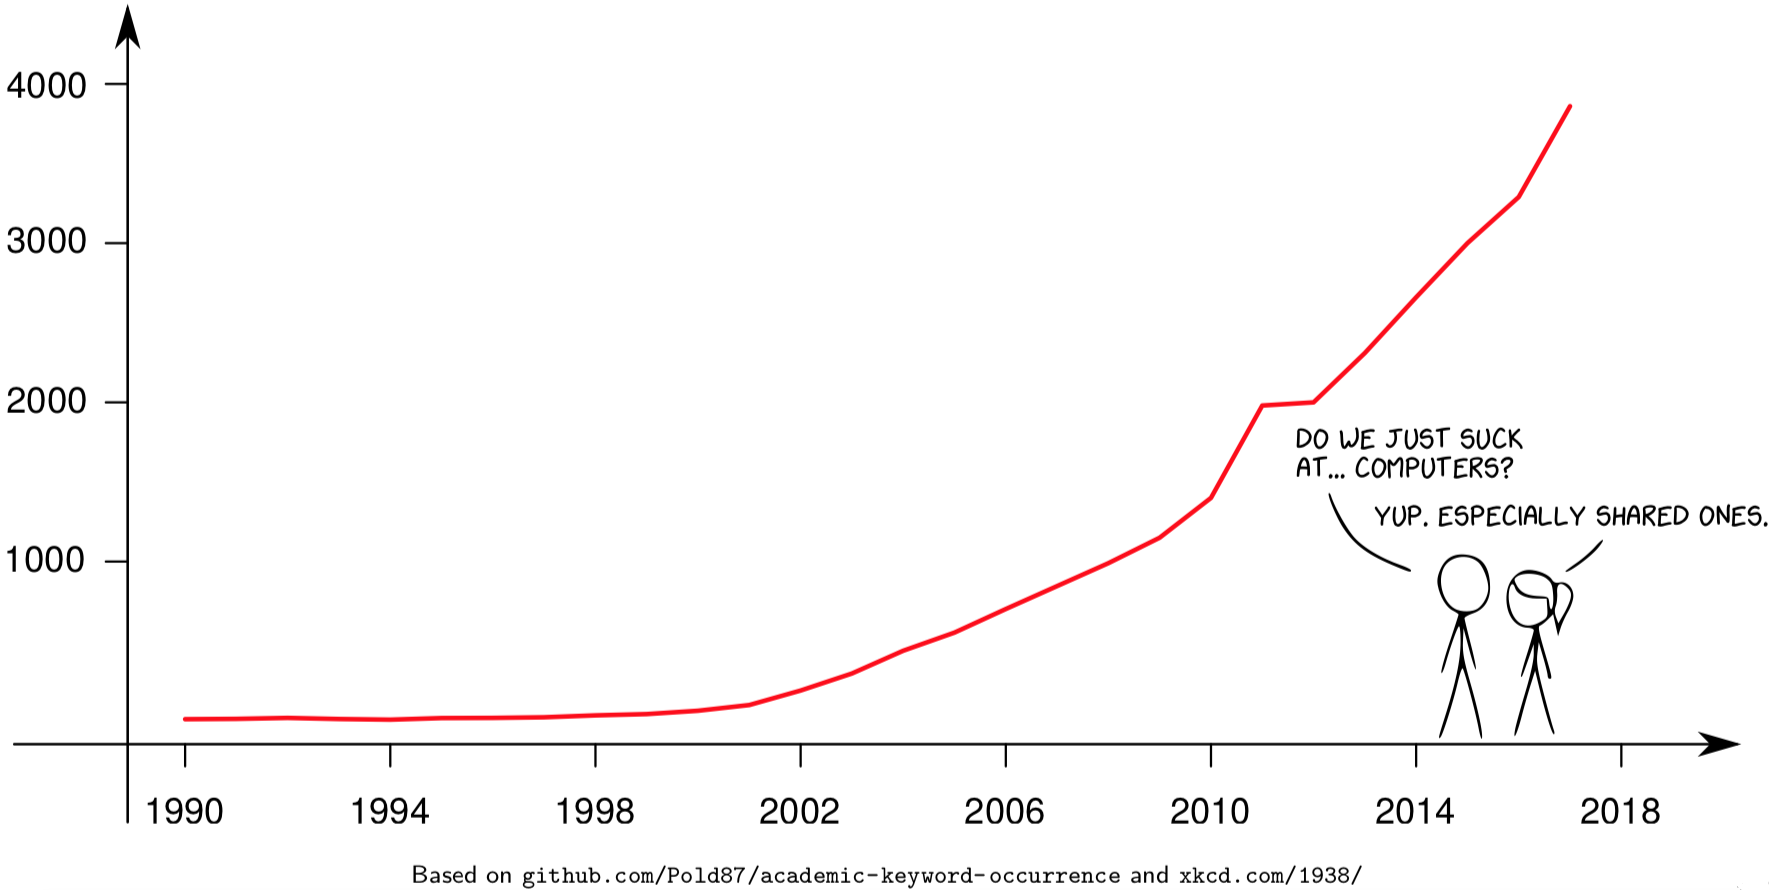 4000
3000
2000
1000
DO WE JUST SUCK
AT... COMPUTERS?
YUP. ESPECIALLY SHARED ONES.
1990 1994 1998 2002 2006 2010 2014 2018
Based on github.com/Pold87/academic-keyword-occurrence and xkcd.com/1938/